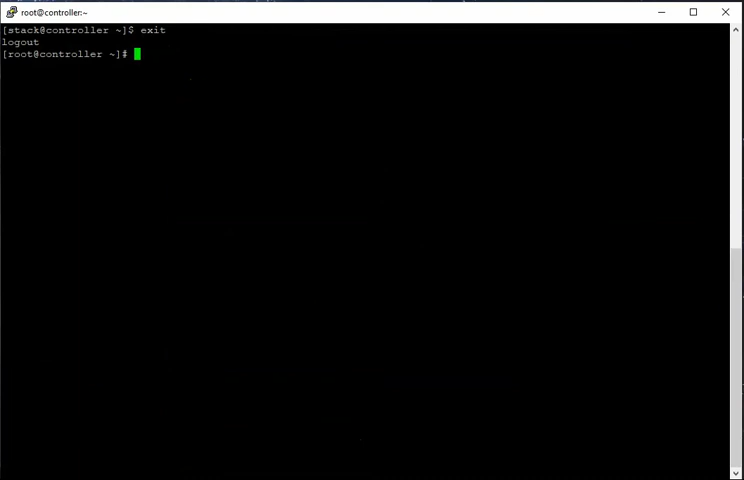 root@controller:~
[stack@controller ~]$ exit
logout
[root@controller ~]#